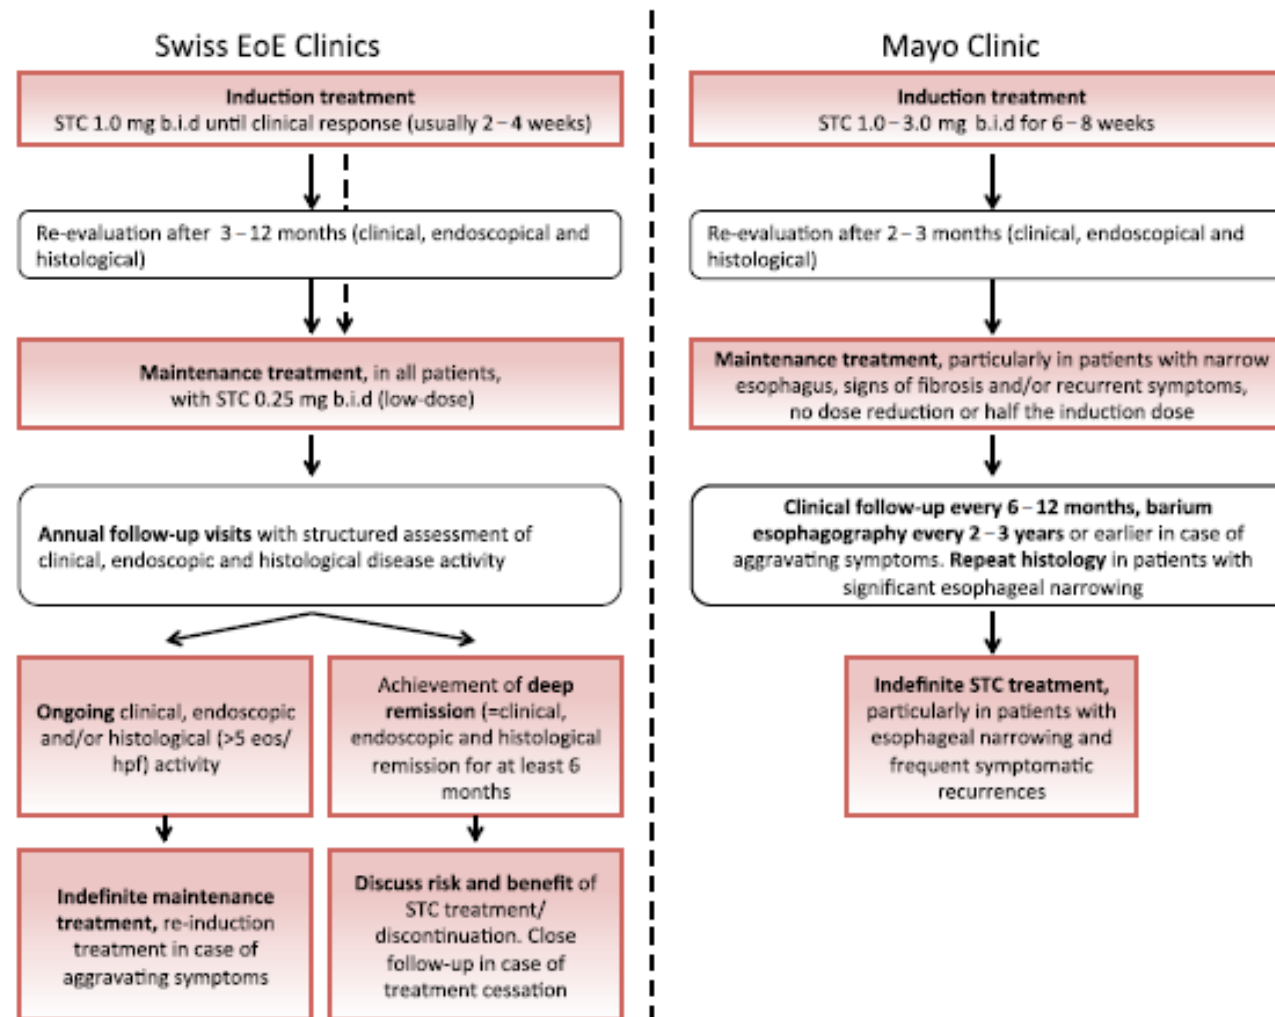 Swiss EoE Clinics
Induction treatment
STC 1.0 mg b.i.d until clinical response (usually 2–4 weeks)
Re-evaluation after 3–12 months (clinical, endoscopical and
histological)
Maintenance treatment, in all patients,
with STC 0.25 mg b.i.d (low-dose)
Annual follow-up visits with structured assessment of
clinical, endoscopic and histological disease activity
Ongoing clinical, endoscopic
and/or histological (>5 eos/
hpf) activity
Achievement of deep
remission (=clinical,
endoscopic and histological
remission for at least 6
months
Indefinite maintenance
treatment, re-induction
treatment in case of
aggravating symptoms
Discuss risk and benefit of
STC treatment/
discontinuation. Close
follow-up in case of
treatment cessation
Mayo Clinic
Induction treatment
STC 1.0–3.0 mg b.i.d for 6–8 weeks
Re-evaluation after 2–3 months (clinical, endoscopical and
histological)
Maintenance treatment, particularly in patients with narrow
esophagus, signs of fibrosis and/or recurrent symptoms,
no dose reduction or half the induction dose
Clinical follow-up every 6–12 months, barium
esophagography every 2–3 years or earlier in case of
aggravating symptoms. Repeat histology in patients with
significant esophageal narrowing
Indefinite STC treatment,
particularly in patients with
esophageal narrowing and
frequent symptomatic
recurrences